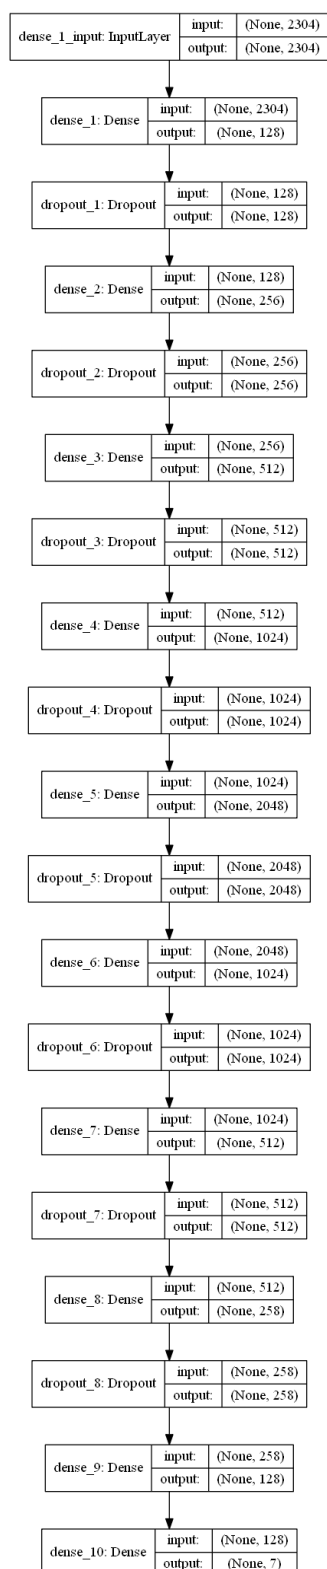 dense_1_input: InputLayer input: (None, 2304)
output: (None, 2304)
dense_1: Dense input: (None, 2304)
output: (None, 128)
dropout_1: Dropout input: (None, 128)
output: (None, 128)
dense_2: Dense input: (None, 128)
output: (None, 256)
dropout_2: Dropout input: (None, 256)
output: (None, 256)
dense_3: Dense input: (None, 256)
output: (None, 512)
dropout_3: Dropout input: (None, 512)
output: (None, 512)
dense_4: Dense input: (None, 512)
output: (None, 1024)
dropout_4: Dropout input: (None, 1024)
output: (None, 1024)
dense_5: Dense input: (None, 1024)
output: (None, 2048)
dropout_5: Dropout input: (None, 2048)
output: (None, 2048)
dense_6: Dense input: (None, 2048)
output: (None, 1024)
dropout_6: Dropout input: (None, 1024)
output: (None, 1024)
dense_7: Dense input: (None, 1024)
output: (None, 512)
dropout_7: Dropout input: (None, 512)
output: (None, 512)
dense_8: Dense input: (None, 512)
output: (None, 258)
dropout_8: Dropout input: (None, 258)
output: (None, 258)
dense_9: Dense input: (None, 258)
output: (None, 128)
dense_10: Dense input: (None, 128)
output: (None, 7)